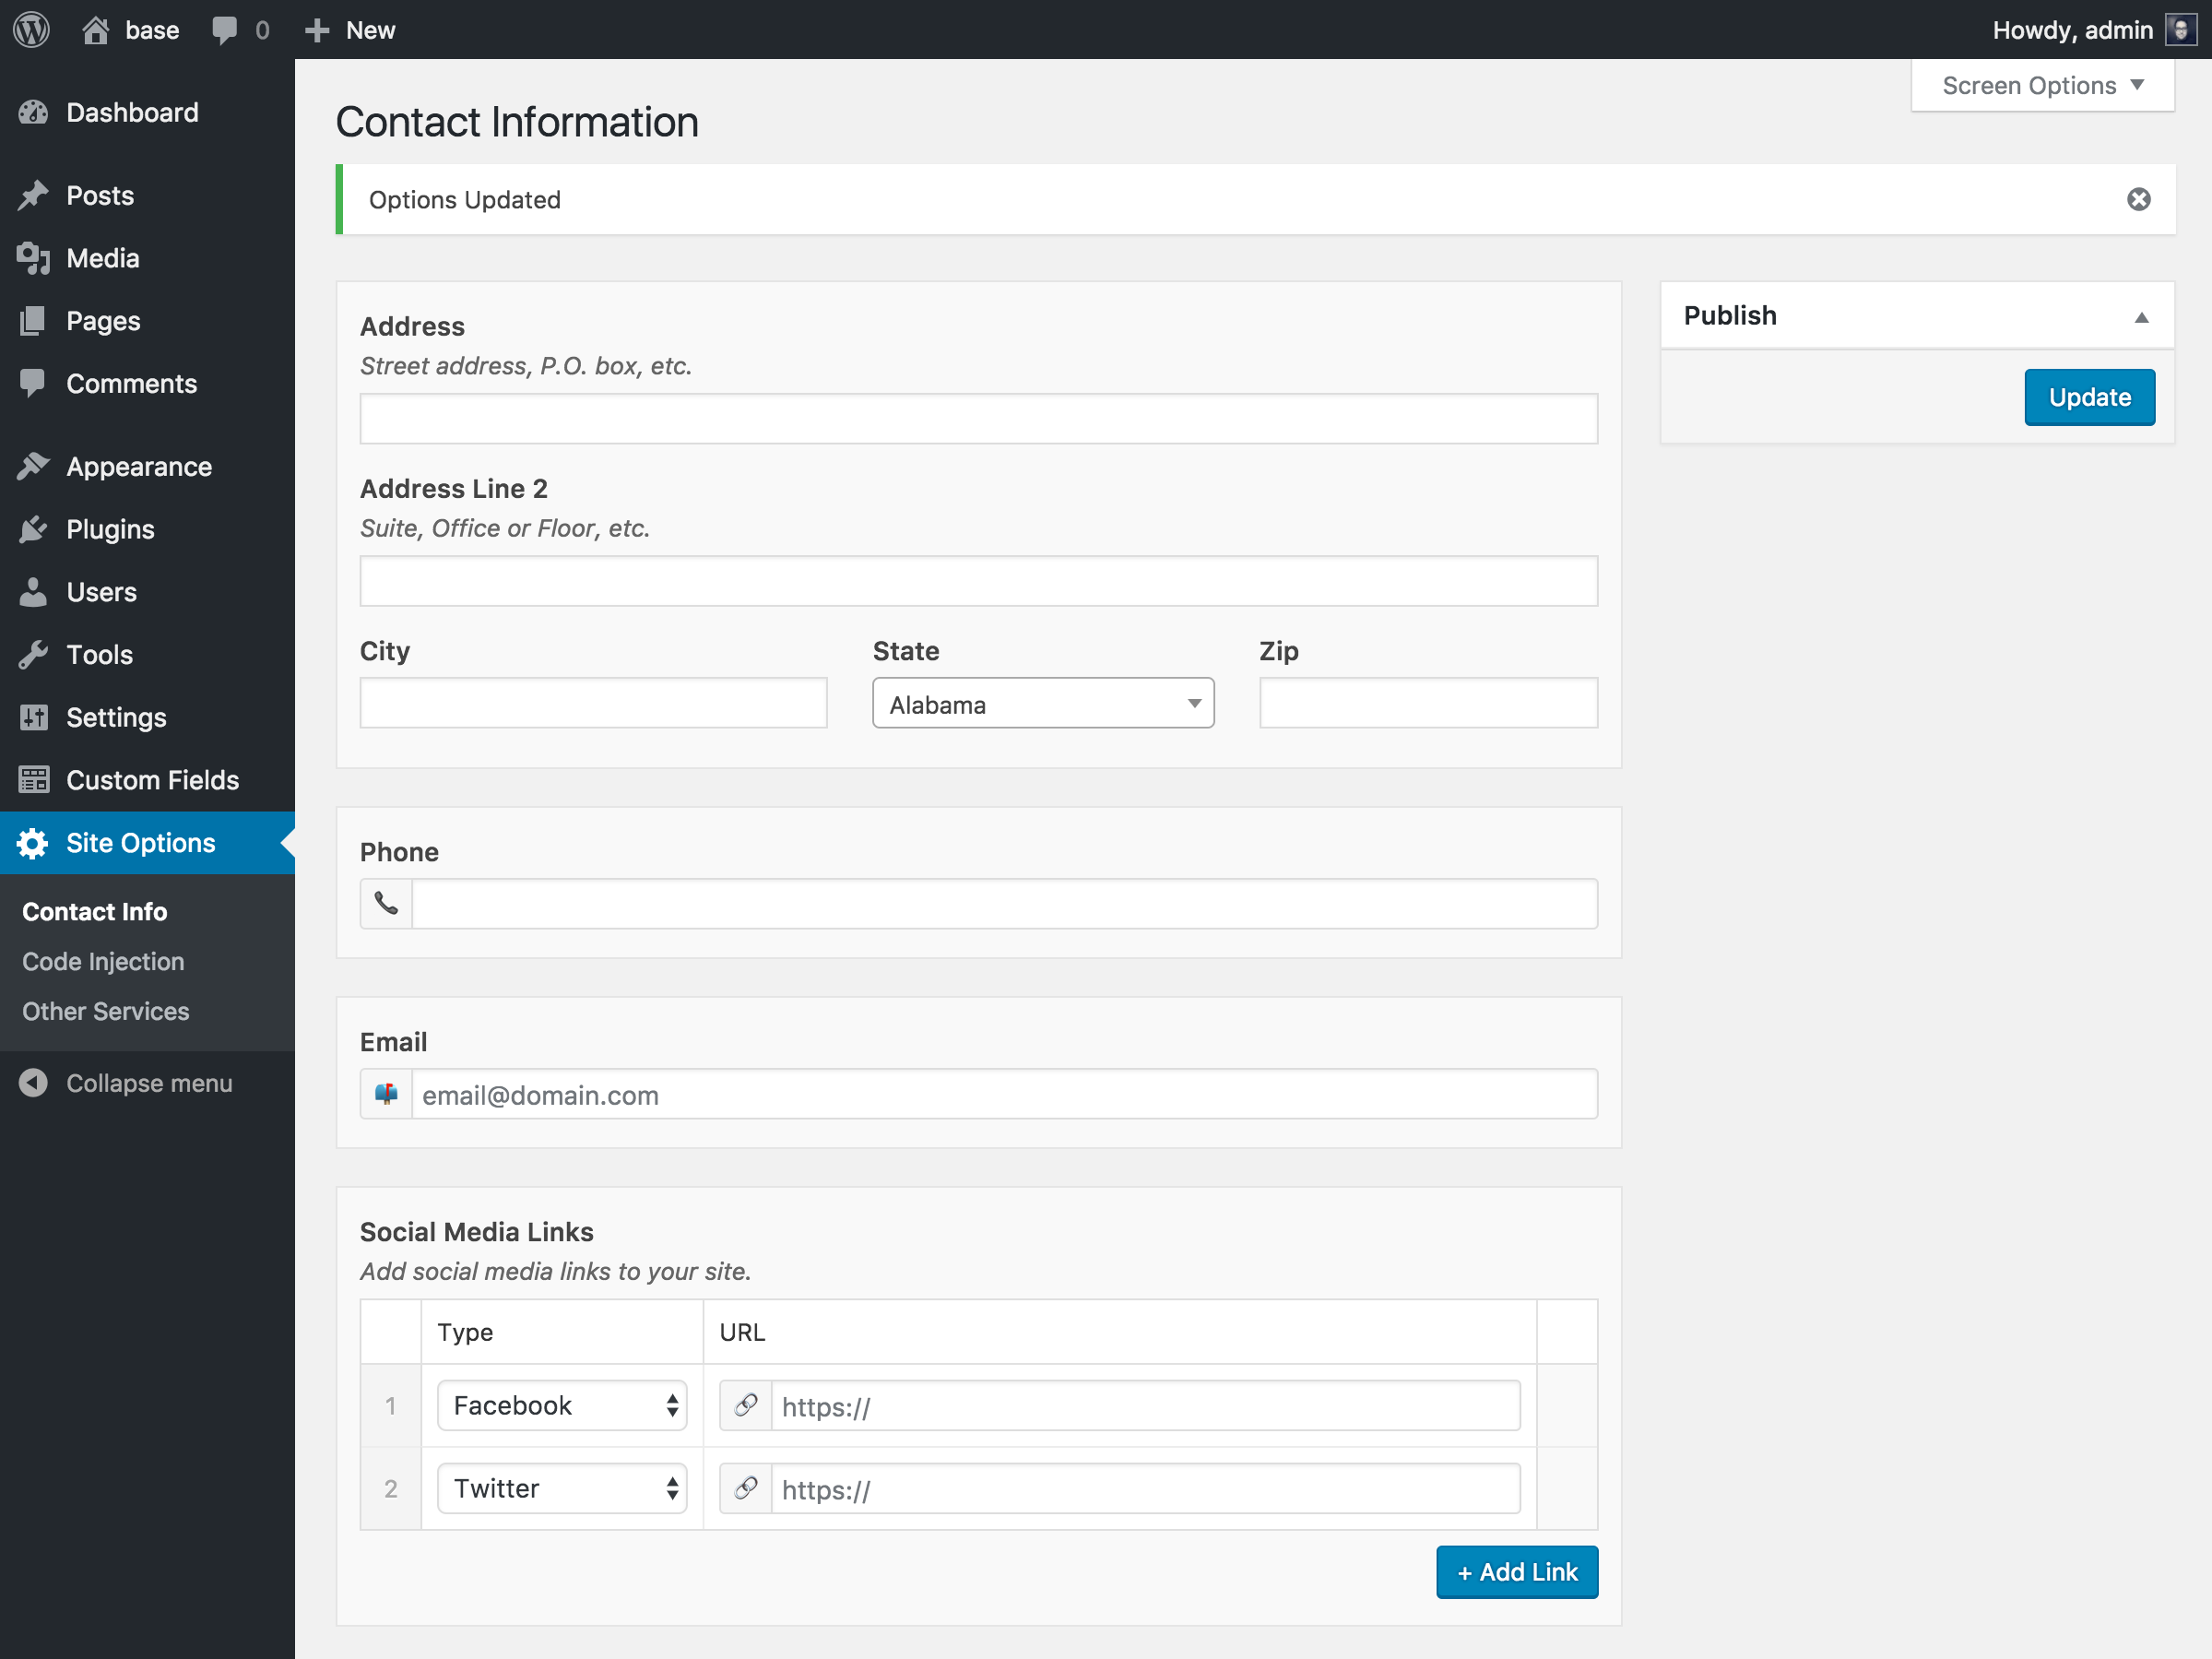 base
0
New
Howdy, admin
Screen Options
Dashboard
Posts
Media
Pages
Comments
Appearance
Plugins
Users
Tools
Settings
Custom Fields
Site Options
Contact Info
Code Injection
Other Services
Collapse menu
Contact Information
Options Updated
Address
Street address, P.O. box, etc.
Address Line 2
Suite, Office or Floor, etc.
City
State
Zip
Alabama
Phone
Email
email@domain.com
Social Media Links
Add social media links to your site.
Type
URL
1
Facebook
https://
2
Twitter
https://
+ Add Link
Publish
Update